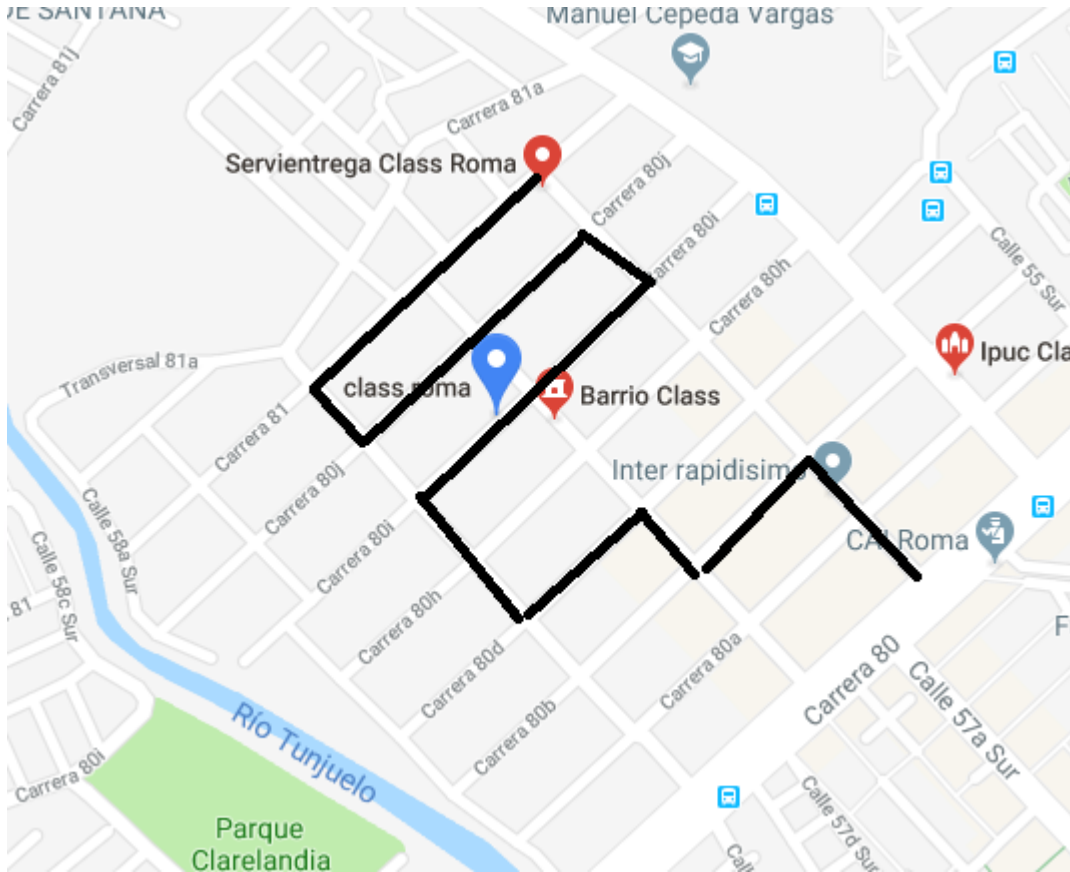 DE SANTANA
Manuel Cepeda Vargas
Carrera 81j
Carrera 81a
Servientrega Class Roma
Carrera 80j
Carrera 80i
Calle 55 Sur
Carrera 80h
Transversal 81a
Ipuc Cla
class roma
Barrio Class
Carrera 81
Inter rapidisimo
Carrera 80j
Calle 58a Sur
CAI Roma
Carrera 80i
Calle 58c Sur
81
Carrera 80h
F
Carrera 80a
Carrera 80
Carrera 80d
Calle 57a Sur
Carrera 80b
Río Tunjuelo
Carrera 80i
Calle 57d Sur
Parque
Clarelandia